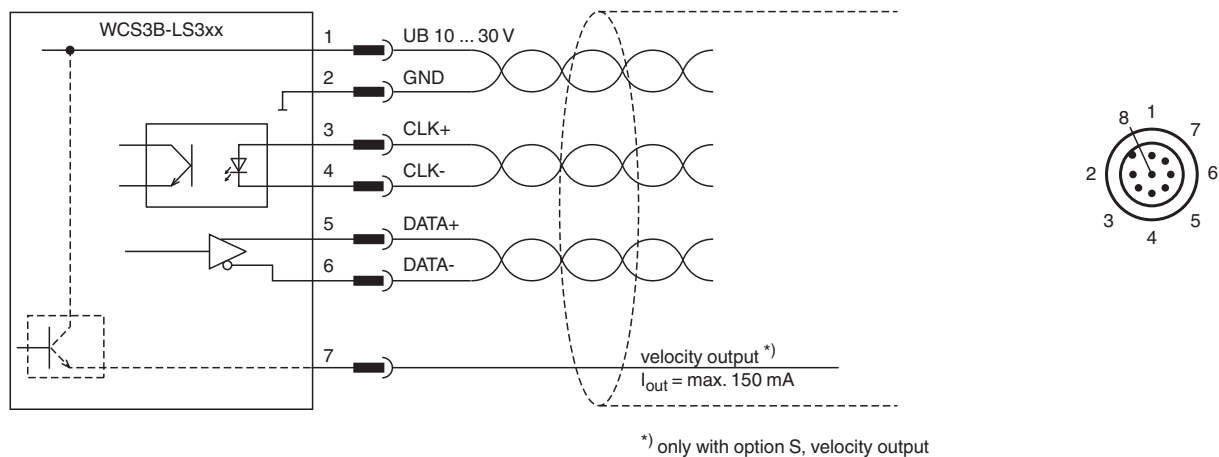 WCS3B-LS3xx
1 UB 10 ... 30 V
2 GND
3 CLK+
4 CLK-
5 DATA+
6 DATA-
7 velocity output *)
Iout = max. 150 mA
*) only with option S, velocity output
8 1 7
2 6
3 5
4